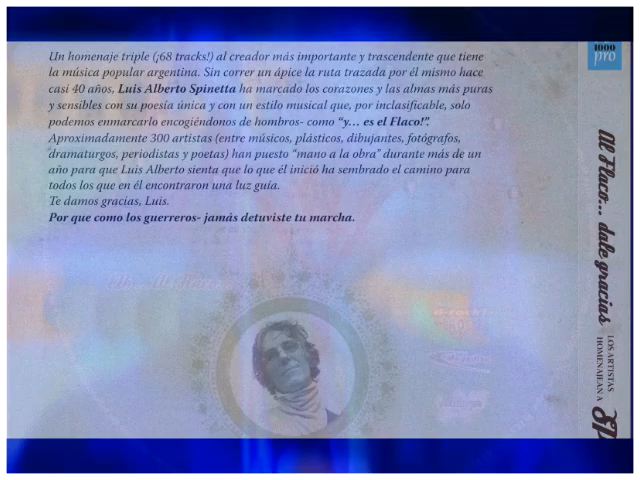 Un homenaje triple (¡68 tracks!) al creador más importante y trascendente que tiene
la música popular argentina. Sin correr un ápice la ruta trazada por él mismo hace
casi 40 años, Luis Alberto Spinetta ha marcado los corazones y las almas más puras
y sensibles con su poesía única y con un estilo musical que, por inclasificable, solo
podemos enmarcarlo encogiéndonos de hombros- como “y... es el Flaco!”.
Aproximadamente 300 artistas (entre músicos, plásticos, dibujantes, fotógrafos,
dramaturgos, periodistas y poetas) han puesto “mano a la obra” durante más de un
año para que Luis Alberto sienta que lo que él inició ha sembrado el camino para
todos los que en él encontraron una luz guía.
Te damos gracias, Luis.
Por que como los guerreros- jamás detuviste tu marcha.
1000
pro
Al Flaco... dale gracias
LOS ARTISTAS
HOMENAJEAN A